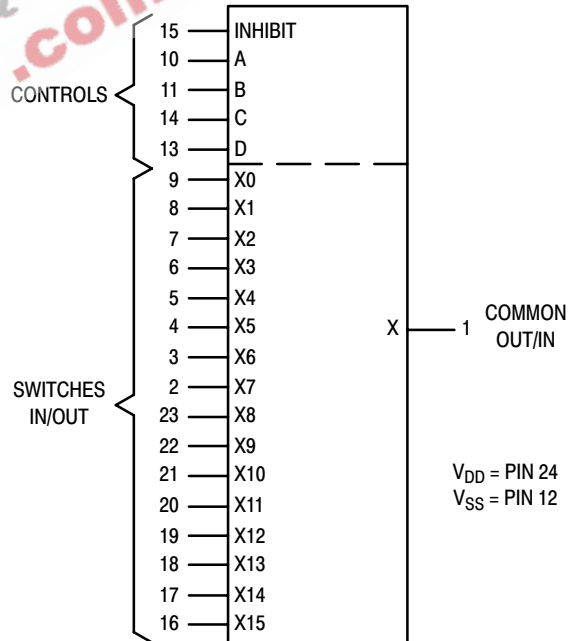 .com
CONTROLS
15 INHIBIT
10 A
11 B
14 C
13 D
SWITCHES
IN/OUT
9 X0
8 X1
7 X2
6 X3
5 X4
4 X5
3 X6
2 X7
23 X8
22 X9
21 X10
20 X11
19 X12
18 X13
17 X14
16 X15
X 1
COMMON
OUT/IN
VDD = PIN 24
VSS = PIN 12